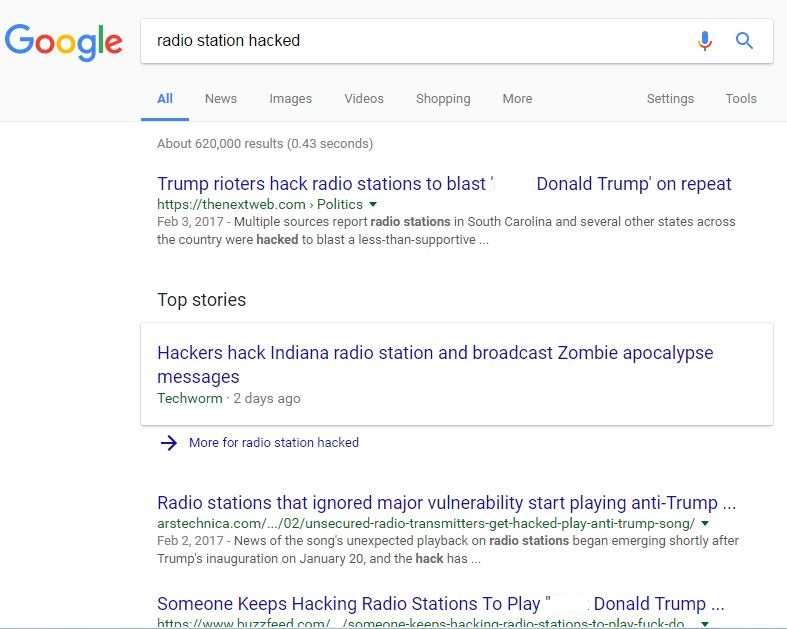 Google
radio station hacked
All News Images Videos Shopping More Settings Tools
About 620,000 results (0.43 seconds)
Trump rioters hack radio stations to blast ' Donald Trump' on repeat
https://thenextweb.com › Politics
Feb 3, 2017 - Multiple sources report radio stations in South Carolina and several other states across
the country were hacked to blast a less-than-supportive ...
Top stories
Hackers hack Indiana radio station and broadcast Zombie apocalypse
messages
Techworm · 2 days ago
More for radio station hacked
Radio stations that ignored major vulnerability start playing anti-Trump ...
arstechnica.com/.../02/unsecured-radio-transmitters-get-hacked-play-anti-trump-song/
Feb 2, 2017 - News of the song's unexpected playback on radio stations began emerging shortly after
Trump's inauguration on January 20, and the hack has ...
Someone Keeps Hacking Radio Stations To Play " Donald Trump ...
https://www.buzzfeed.com/.../someone-keeps-hacking-radio-stations-to-play-fuck-do...